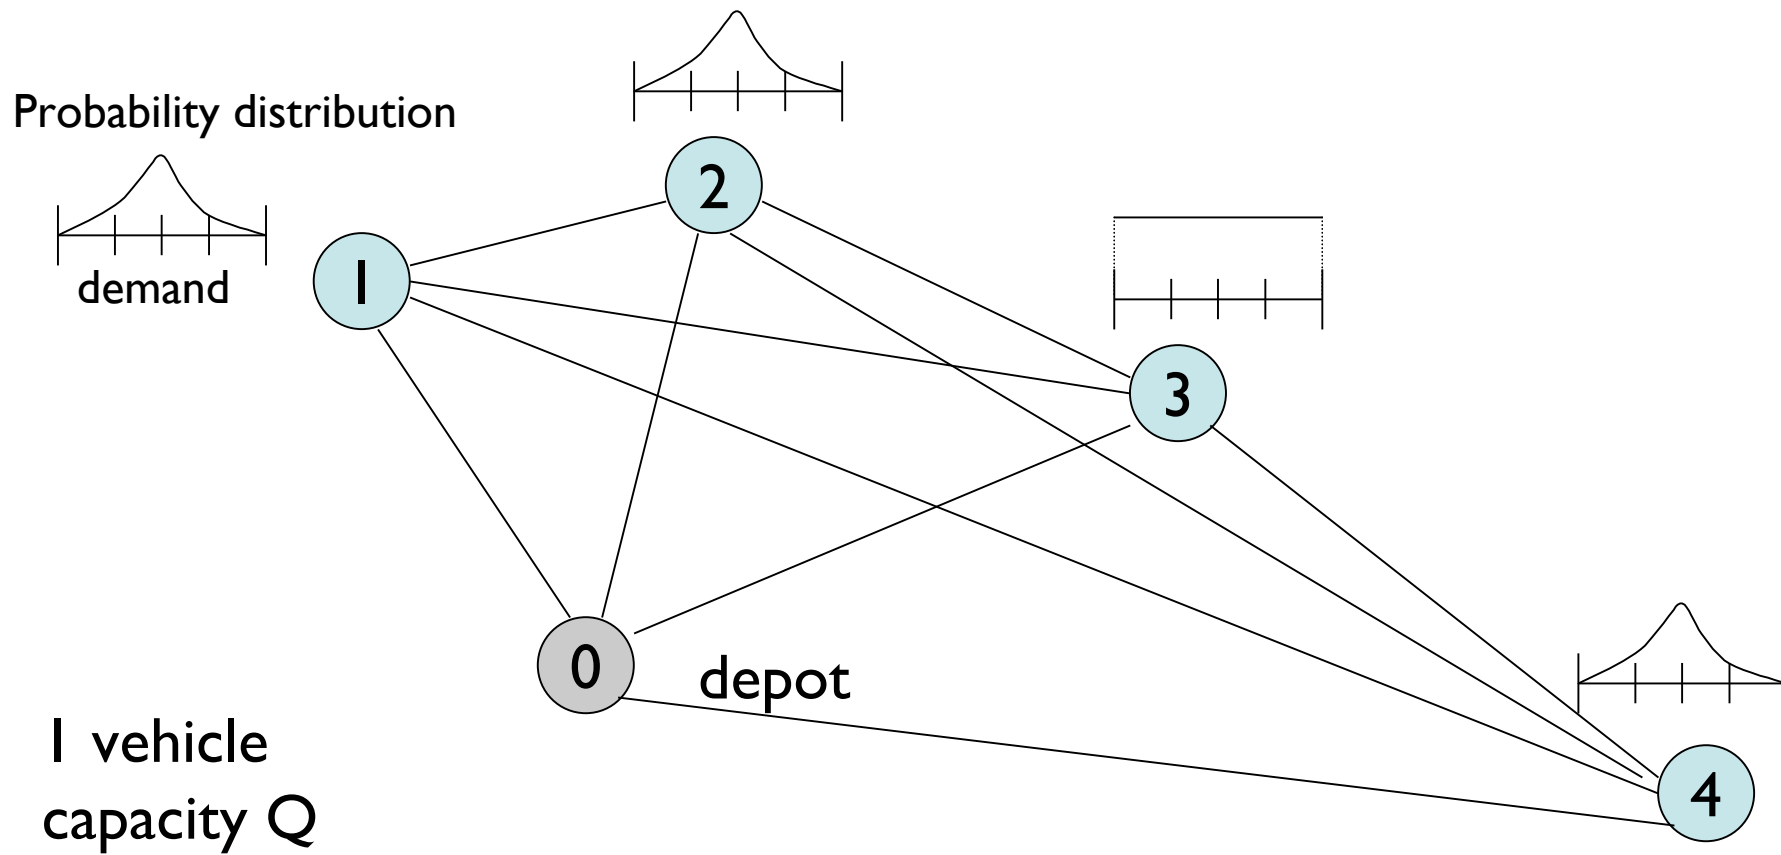 Probability distribution
demand
2
1
3
0
depot
1 vehicle
capacity Q
4